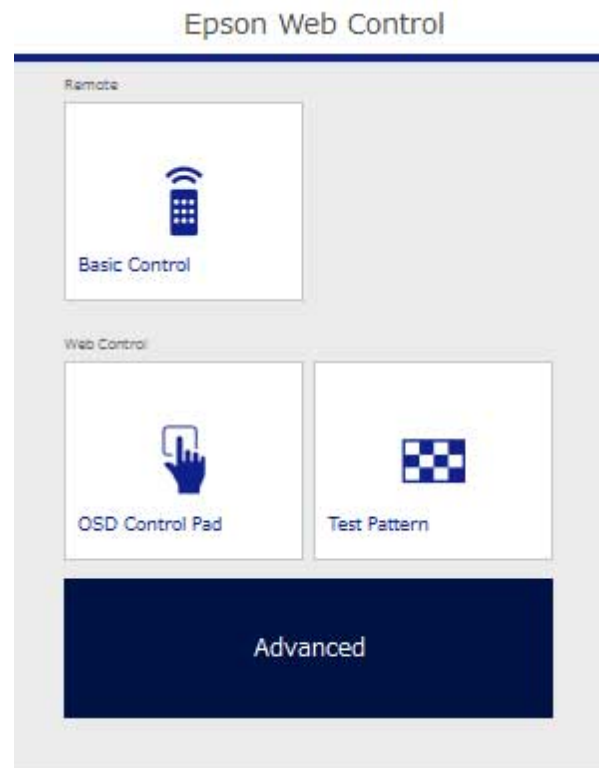 Epson Web Control
Remote
Basic Control
Web Control
OSD Control Pad
Test Pattern
Advanced